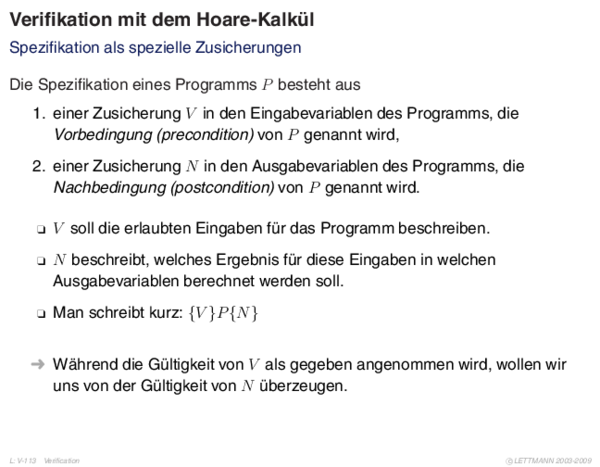 Verifikation mit dem Hoare-Kalkül
Spezifikation als spezielle Zusicherungen
Die Spezifikation eines Programms P besteht aus
1. einer Zusicherung V in den Eingabevariablen des Programms, die
Vorbedingung (precondition) von P genannt wird,
2. einer Zusicherung N in den Ausgabevariablen des Programms, die
Nachbedingung (postcondition) von P genannt wird.
❑ V soll die erlaubten Eingaben für das Programm beschreiben.
❑ N beschreibt, welches Ergebnis für diese Eingaben in welchen
Ausgabevariablen berechnet werden soll.
❑ Man schreibt kurz: {V}P{N}
➜ Während die Gültigkeit von V als gegeben angenommen wird, wollen wir
uns von der Gültigkeit von N überzeugen.
L: V-113 Verification © LETTMANN 2003-2009